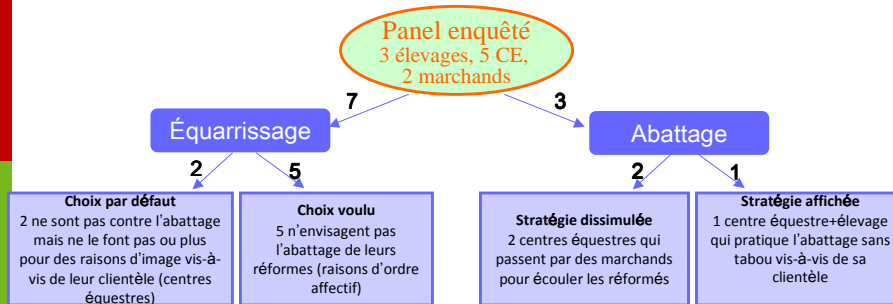 Panel enquêté
3 élevages, 5 CE,
2 marchands
7
3
Équarrissage
Abattage
2
5
2
1
Choix par défaut
2 ne sont pas contre l'abattage
mais ne le font pas ou plus
pour des raisons d'image vis-à-
vis de leur clientèle (centres
équestres)
Choix voulu
5 n'envisagent pas
l'abattage de leurs
réformes (raisons d'ordre
affectif)
Stratégie dissimulée
2 centres équestres qui
passent par des marchands
pour écouler les réformés
Stratégie affichée
1 centre équestre+élevage
qui pratique l'abattage sans
tabou vis-à-vis de sa
clientèle